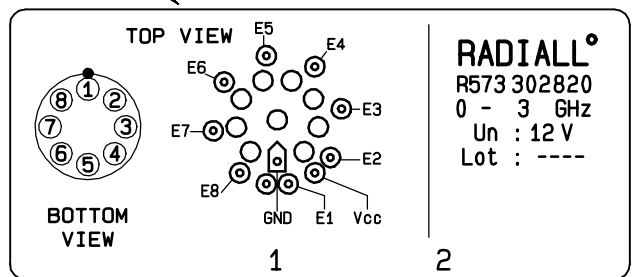 TOP VIEW
E5
E4
E6
E3
E7
E2
E8
GND E1 Vcc
1
2
3
4
5
6
7
8
BOTTOM
VIEW
RADIALL°
R573 302820
0 - 3 GHz
Un : 12 V
Lot : ----
1
2